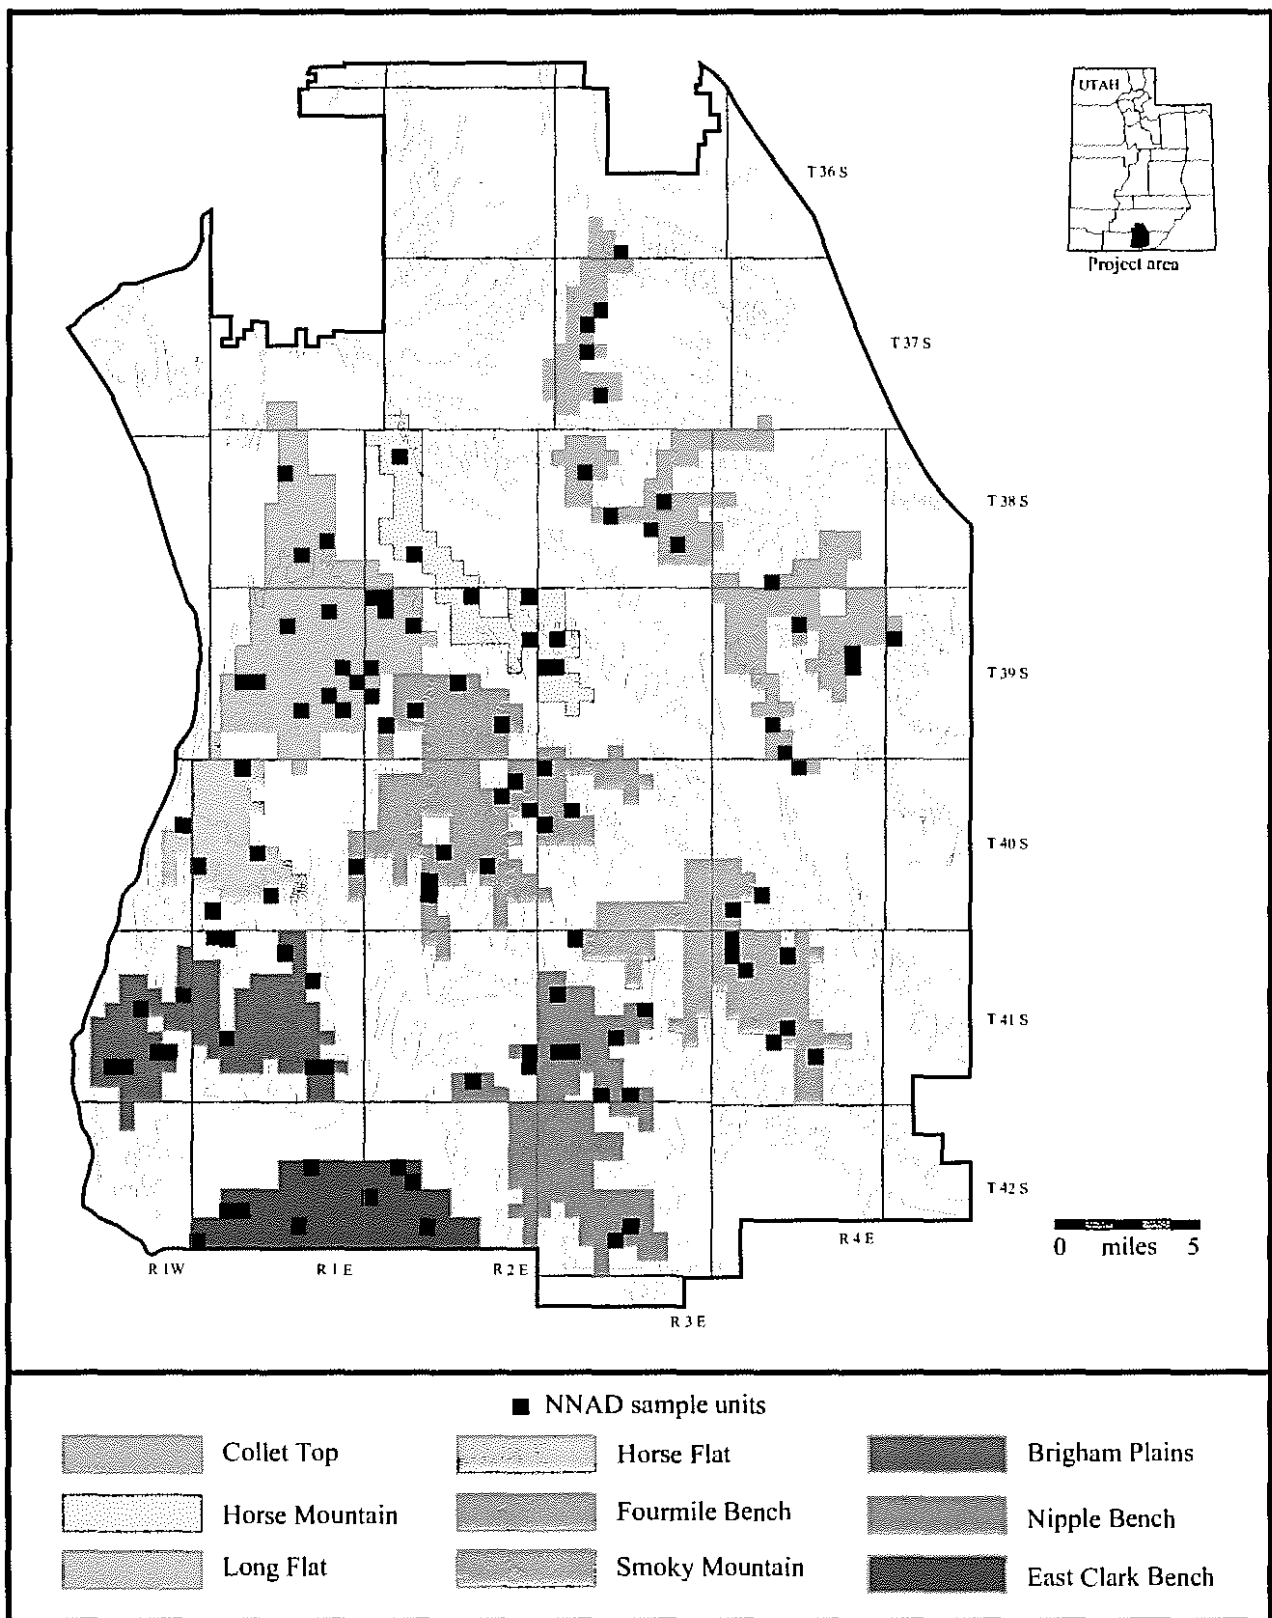 UTAH
Project area
T 36 S
T 37 S
T 38 S
T 39 S
T 40 S
T 41 S
T 42 S
0 miles 5
R 1W
R 1 E
R 2 E
R 3 E
R 4 E
NNAD sample units
Collet Top
Horse Flat
Brigham Plains
Horse Mountain
Fourmile Bench
Nipple Bench
Long Flat
Smoky Mountain
East Clark Bench